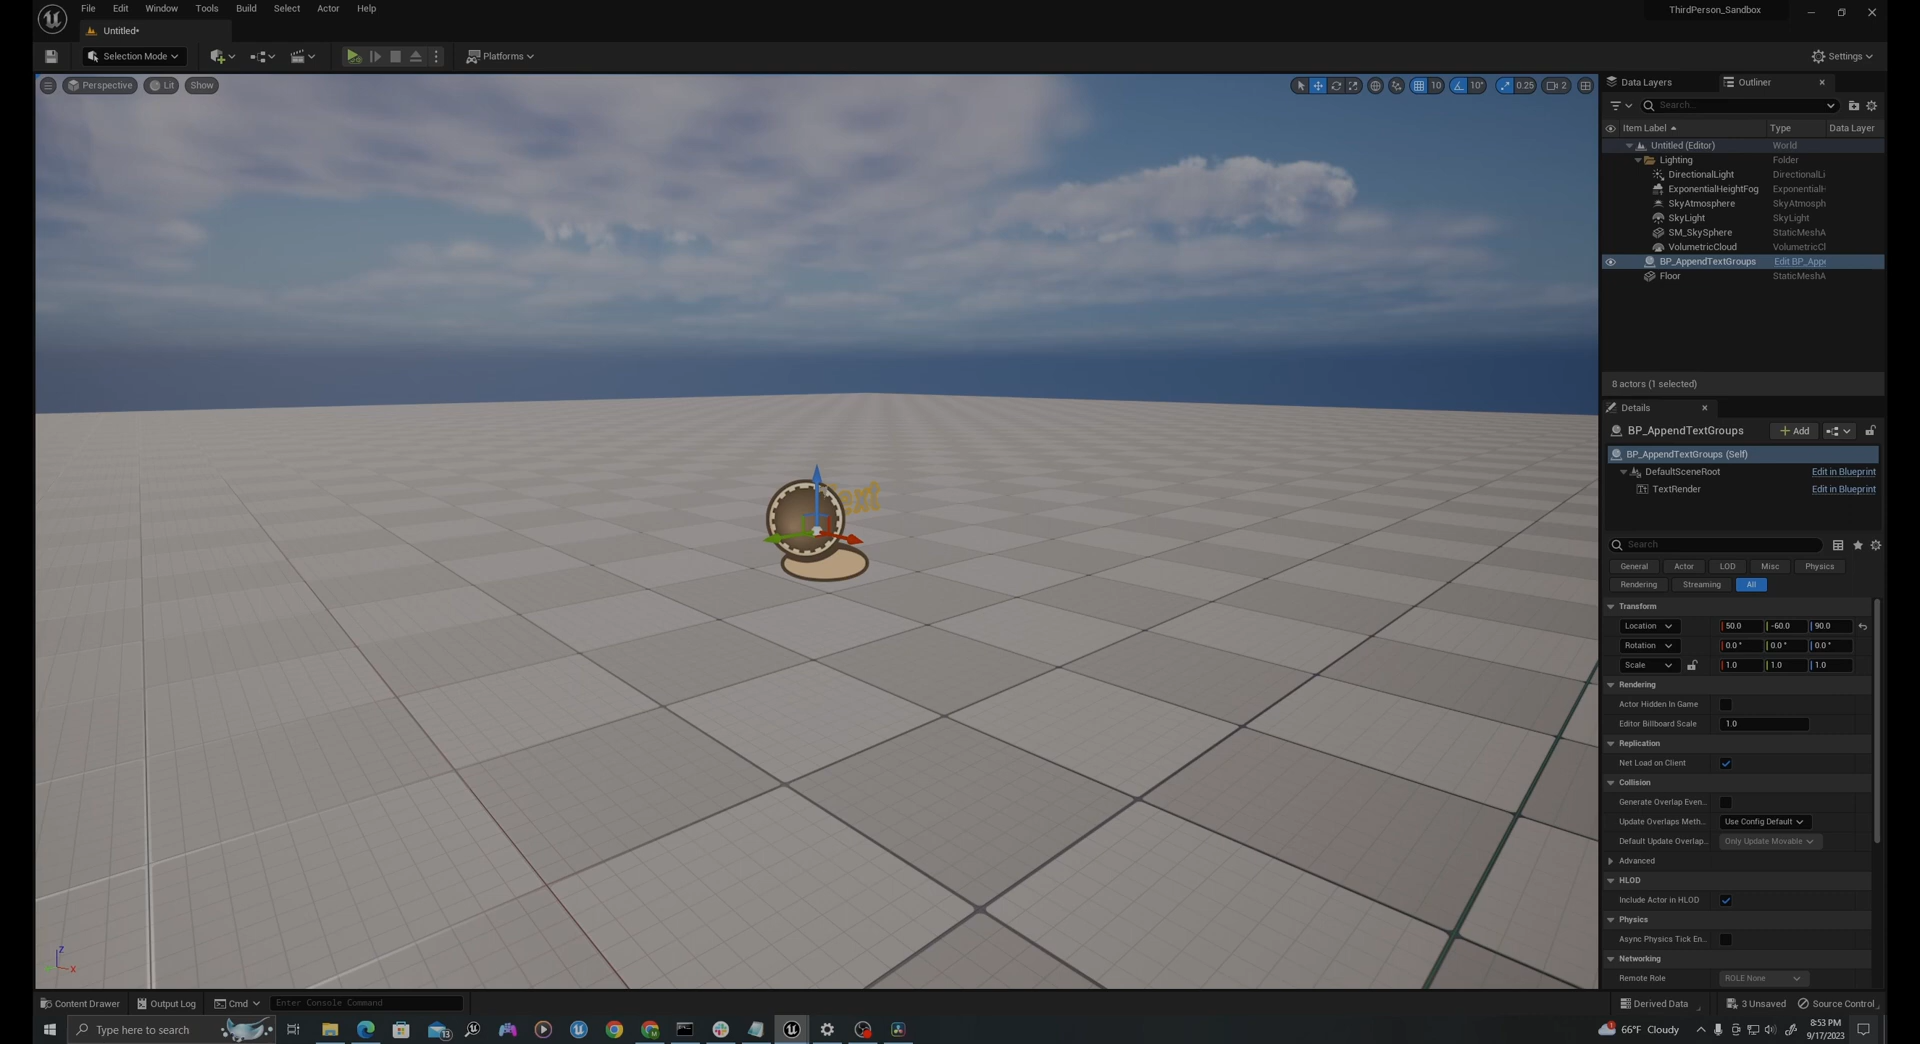 File Edit Window Tools Build Select Actor Help
ThirdPerson_Sandbox
Untitled*
Selection Mode
Platforms
Settings
Perspective Lit Show
10 10° 0.25 2
Data Layers Outliner
Search...
Item Label Type Data Layer
Untitled (Editor) World
Lighting Folder
DirectionalLight DirectionalLi
ExponentialHeightFog ExponentialH
SkyAtmosphere SkyAtmosph
SkyLight SkyLight
SM_SkySphere StaticMeshA
VolumetricCloud VolumetricCl
BP_AppendTextGroups Edit BP_Appe
Floor StaticMeshA
8 actors (1 selected)
Details
BP_AppendTextGroups Add
BP_AppendTextGroups (Self)
DefaultSceneRoot Edit in Blueprint
TextRender Edit in Blueprint
Search
General Actor LOD Misc Physics
Rendering Streaming All
Transform
Location 50.0 -60.0 90.0
Rotation 0.0° 0.0° 0.0°
Scale 1.0 1.0 1.0
Rendering
Actor Hidden In Game
Editor Billboard Scale 1.0
Replication
Net Load on Client
Collision
Generate Overlap Even...
Update Overlaps Meth... Use Config Default
Default Update Overlap... Only Update Movable
Advanced
HLOD
Include Actor in HLOD
Physics
Async Physics Tick En...
Networking
Remote Role ROLE None
Z
X
Content Drawer Output Log Cmd Enter Console Command
Derived Data 3 Unsaved Source Control
Type here to search
13
66°F Cloudy
8:53 PM
9/17/2023